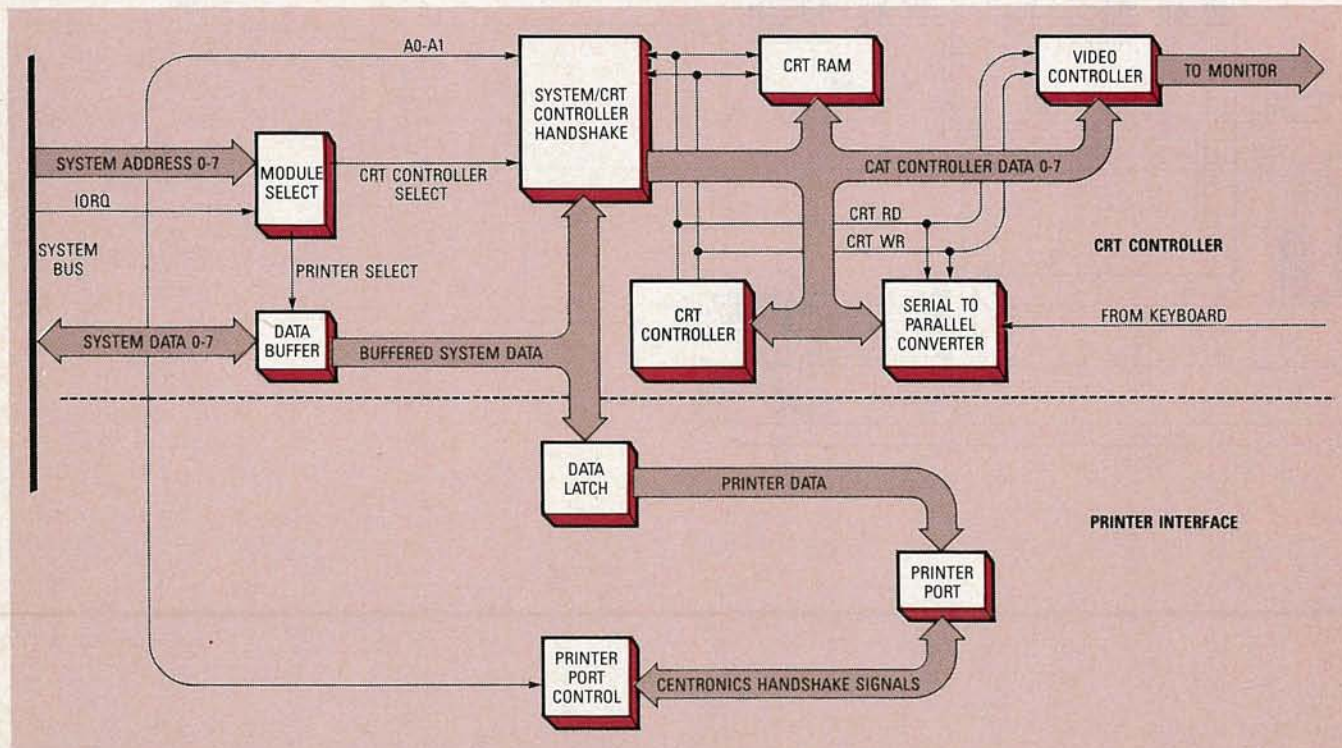 A0-A1
SYSTEM/CRT
CONTROLLER
HANDSHAKE
CRT RAM
VIDEO
CONTROLLER
TO MONITOR
SYSTEM ADDRESS 0-7
MODULE
SELECT
CRT CONTROLLER
SELECT
CAT CONTROLLER DATA 0-7
IORQ
SYSTEM
BUS
CRT RD
CRT WR
CRT CONTROLLER
PRINTER SELECT
SYSTEM DATA 0-7
DATA
BUFFER
BUFFERED SYSTEM DATA
CRT
CONTROLLER
SERIAL TO
PARALLEL
CONVERTER
FROM KEYBOARD
DATA
LATCH
PRINTER DATA
PRINTER INTERFACE
PRINTER
PORT
PRINTER
PORT
CONTROL
CENTRONICS HANDSHAKE SIGNALS